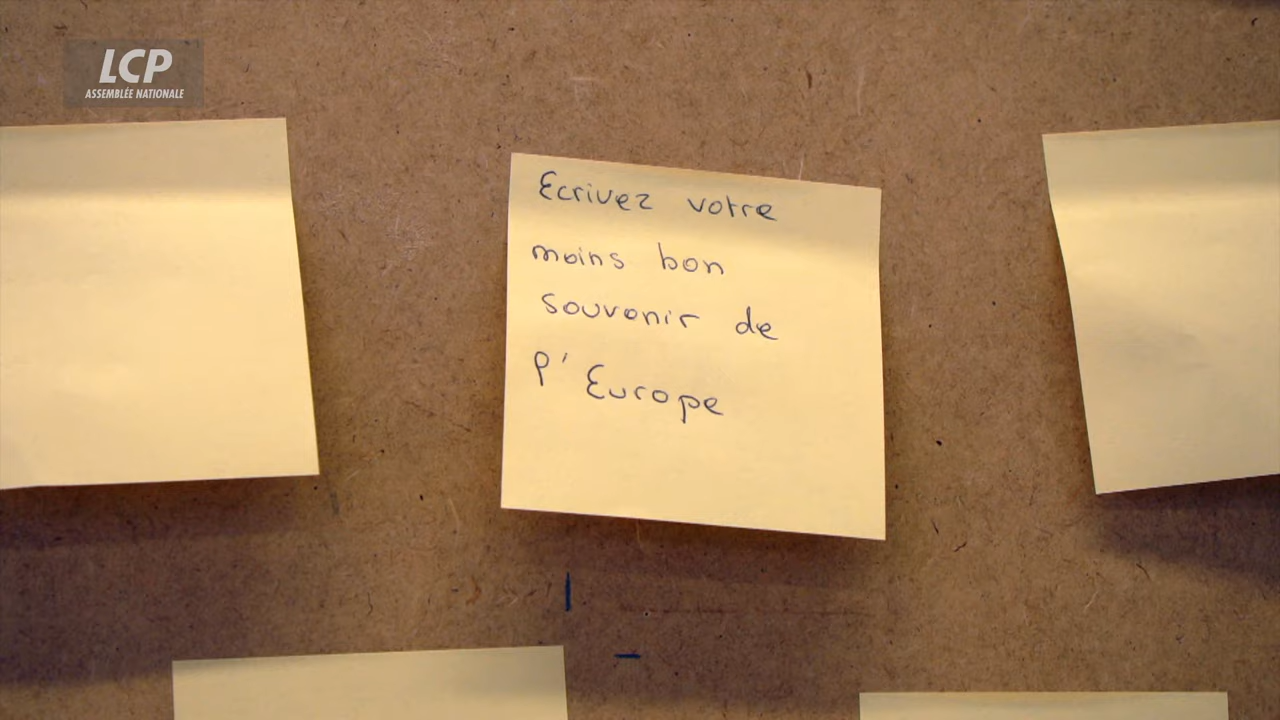 LCP
ASSEMBLÉE NATIONALE
Ecrivez votre
moins bon
souvenir de
l' Europe